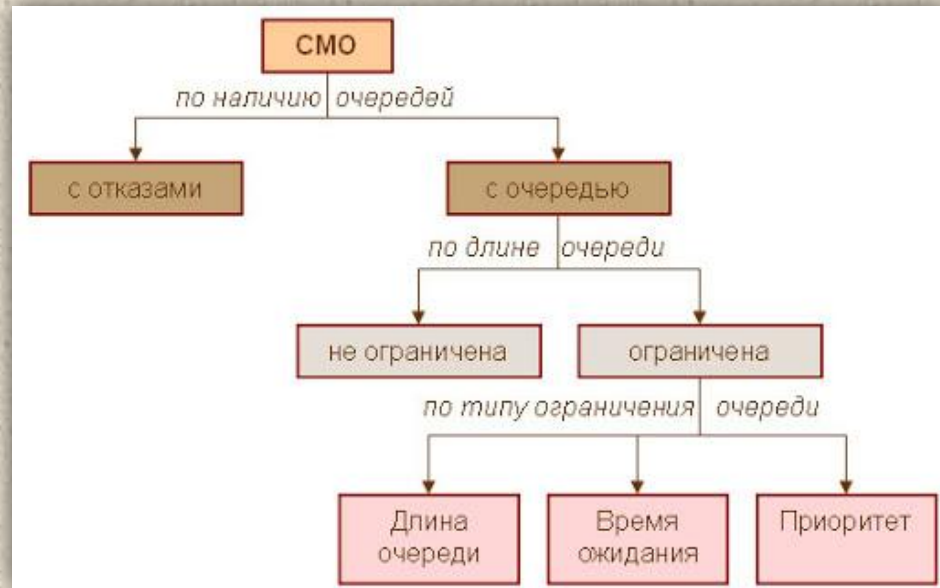 СМО
по наличию очередей
с отказами
с очередью
по длине очереди
не ограничена
ограничена
по типу ограничения очереди
Длина
очереди
Время
ожидания
Приоритет